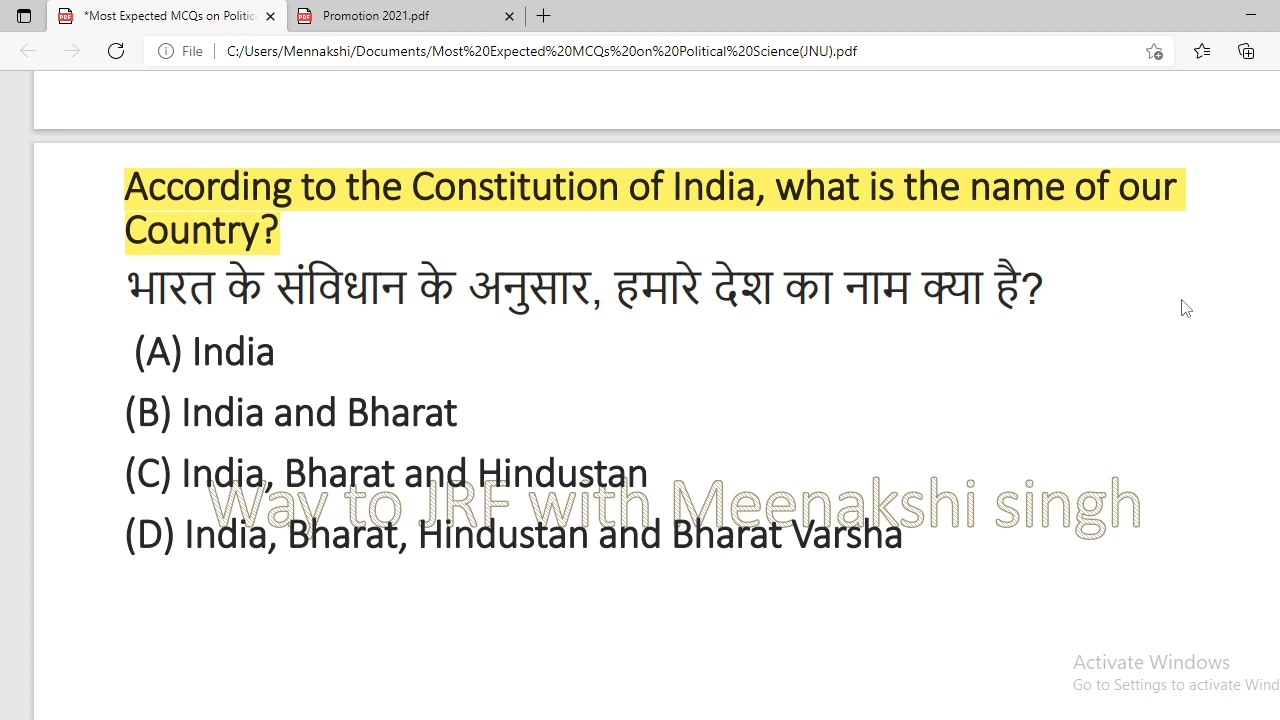 *Most Expected MCQs on Politic
Promotion 2021.pdf
File
C:/Users/Mennakshi/Documents/Most%20Expected%20MCQs%20on%20Political%20Science(JNU).pdf
According to the Constitution of India, what is the name of our
Country?
भारत के संविधान के अनुसार, हमारे देश का नाम क्या है?
(A) India
(B) India and Bharat
(C) India, Bharat and Hindustan
Way to JRF with Meenakshi singh
(D) India, Bharat, Hindustan and Bharat Varsha
Activate Windows
Go to Settings to activate Wind